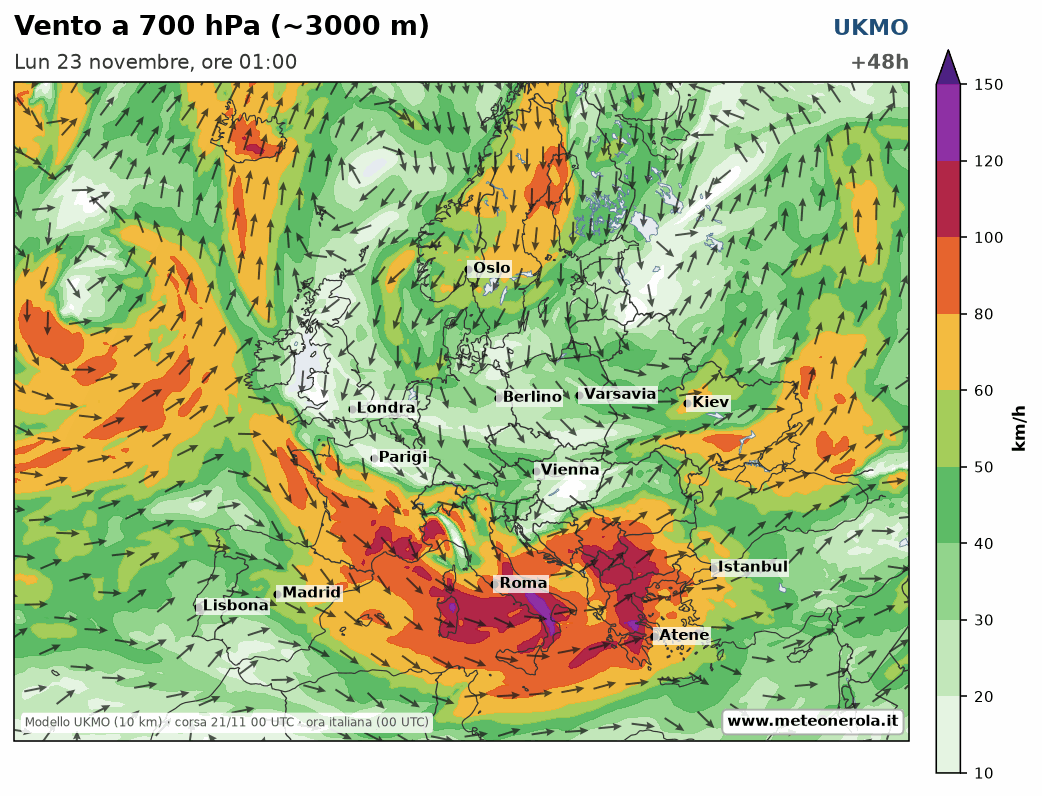 Vento a 700 hPa (~3000 m)
UKMO
Lun 23 novembre, ore 01:00
+48h
150
120
100
80
60
50
40
30
20
10
km/h
Oslo
Londra
Berlino
Varsavia
Kiev
Parigi
Vienna
Istanbul
Roma
Madrid
Lisbona
Atene
Modello UKMO (10 km) · corsa 21/11 00 UTC · ora italiana (00 UTC)
www.meteonerola.it